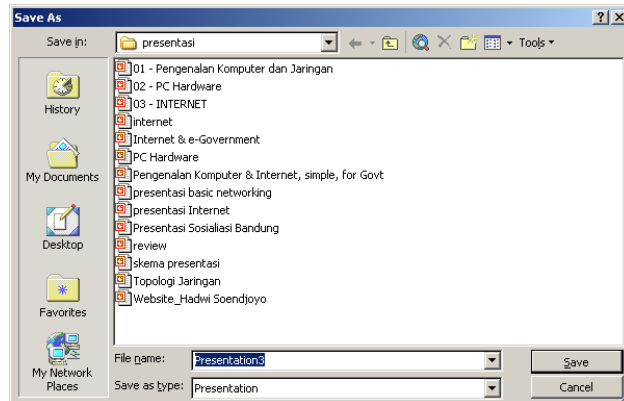 Save As
Save in:
presentasi
Tools
History
My Documents
Desktop
Favorites
My Network
Places
01 - Pengenalan Komputer dan Jaringan
02 - PC Hardware
03 - INTERNET
internet
Internet & e-Government
PC Hardware
Pengenalan Komputer & Internet, simple, for Govt
presentasi basic networking
presentasi Internet
Presentasi Sosialiasi Bandung
review
skema presentasi
Topologi Jaringan
Website_Hadwi Soendjoyo
File name:
Presentation3
Save
Save as type:
Presentation
Cancel